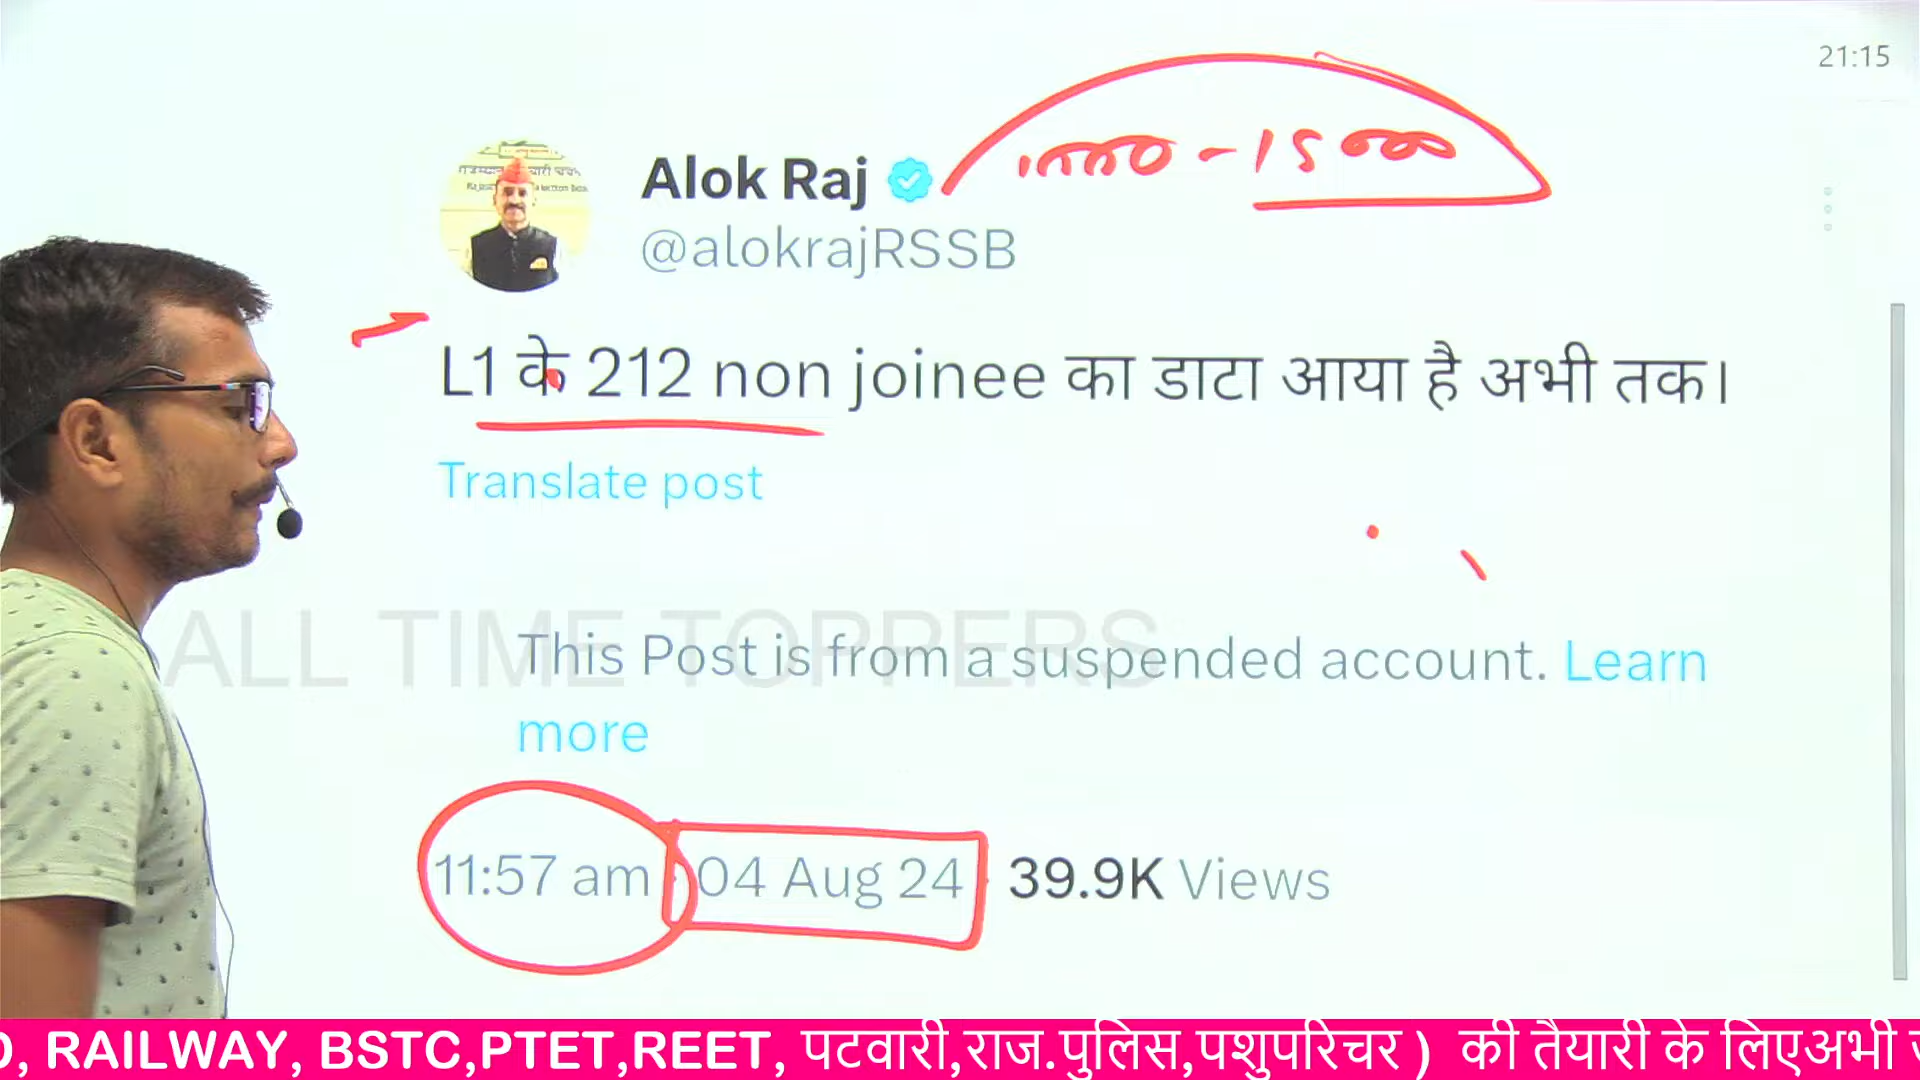 21:15
Alok Raj
@alokrajRSSB
L1 के 212 non joinee का डाटा आया है अभी तक।
Translate post
ALL TIME TOPPERS
This Post is from a suspended account. Learn
more
11:57 am 04 Aug 24 39.9K Views
RAILWAY, BSTC,PTET,REET, पटवारी,राज.पुलिस,पशुपरिचर ) की तैयारी के लिएअभी